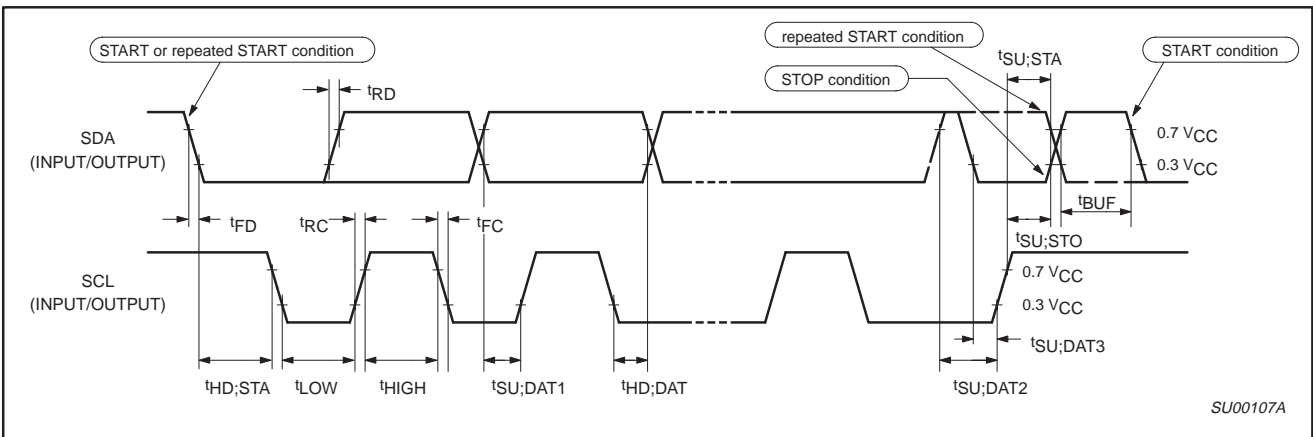 START or repeated START condition
repeated START condition
tSU;STA
START condition
STOP condition
tRD
SDA
(INPUT/OUTPUT)
0.7 VCC
0.3 VCC
tFD
tRC
tFC
tBUF
tSU;STO
SCL
(INPUT/OUTPUT)
0.7 VCC
0.3 VCC
tSU;DAT3
tHD;STA
tLOW
tHIGH
tSU;DAT1
tHD;DAT
tSU;DAT2
SU00107A